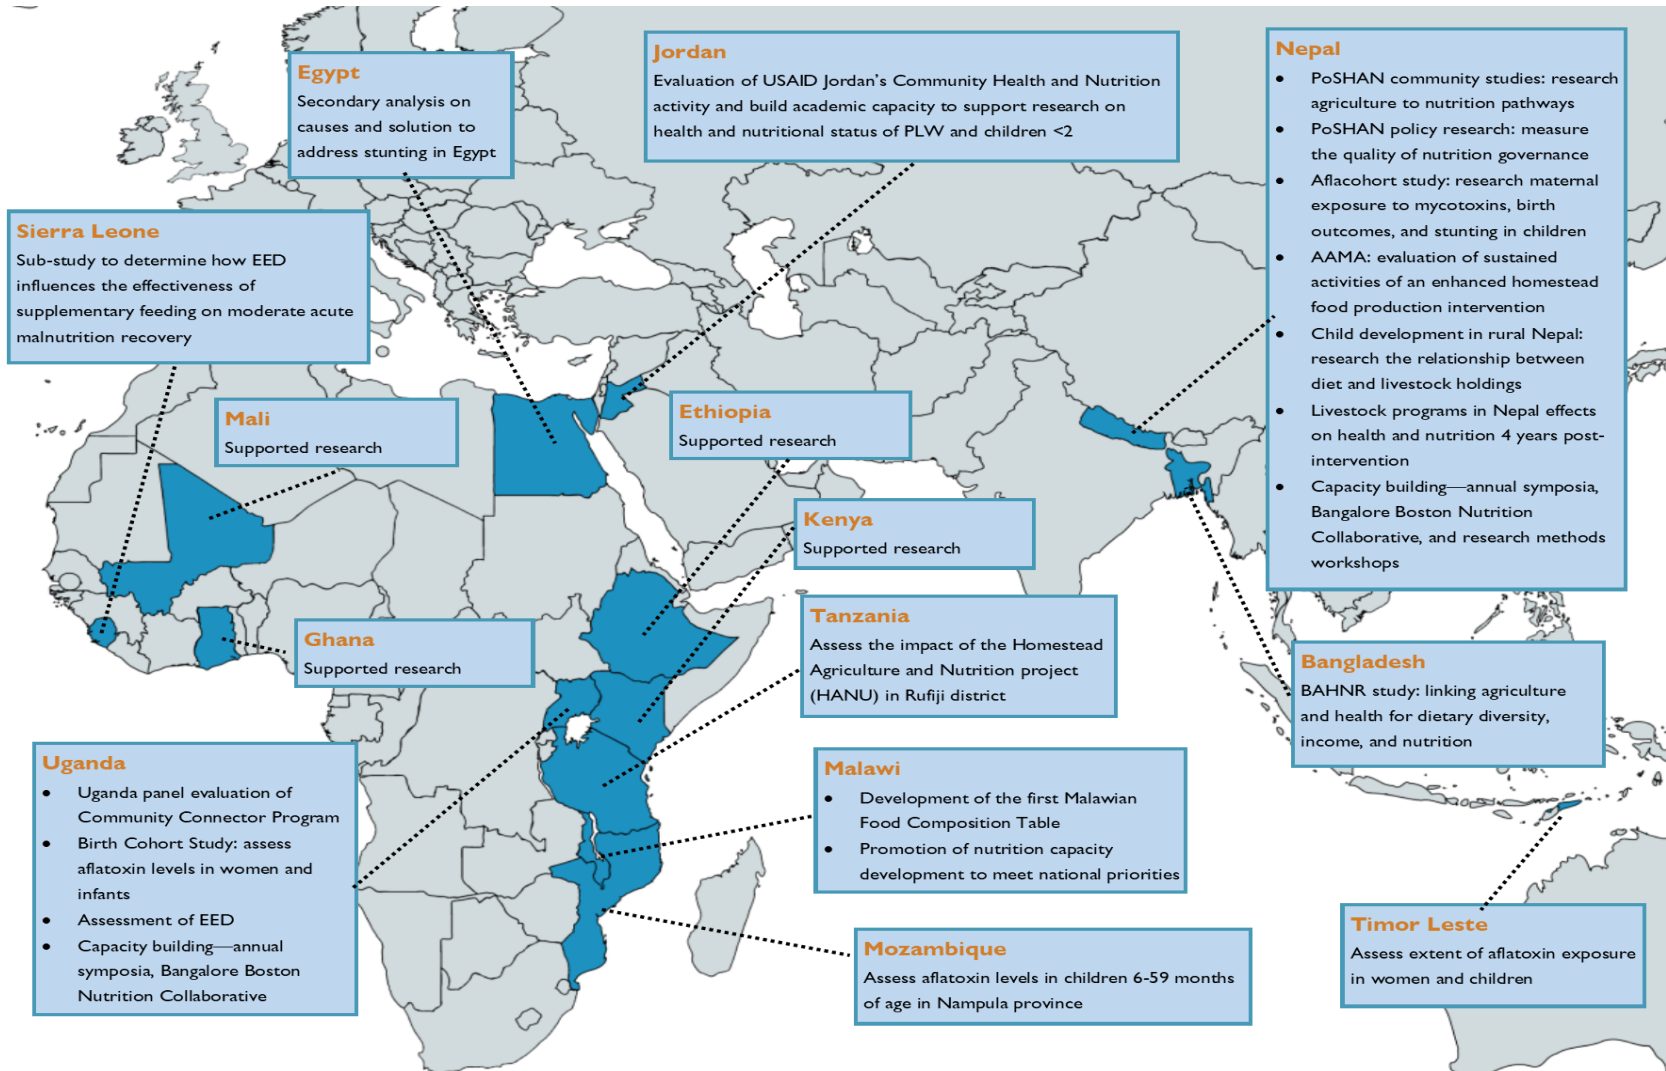 Egypt
Secondary analysis on
causes and solution to
address stunting in Egypt
Jordan
Evaluation of USAID Jordan’s Community Health and Nutrition
activity and build academic capacity to support research on
health and nutritional status of PLW and children <2
Nepal
• PoSHAN community studies: research
agriculture to nutrition pathways
• PoSHAN policy research: measure
the quality of nutrition governance
• Aflacohort study: research maternal
exposure to mycotoxins, birth
outcomes, and stunting in children
• AAMA: evaluation of sustained
activities of an enhanced homestead
food production intervention
• Child development in rural Nepal:
research the relationship between
diet and livestock holdings
• Livestock programs in Nepal effects
on health and nutrition 4 years post-
intervention
• Capacity building—annual symposia,
Bangalore Boston Nutrition
Collaborative, and research methods
workshops
Sierra Leone
Sub-study to determine how EED
influences the effectiveness of
supplementary feeding on moderate acute
malnutrition recovery
Mali
Supported research
Ethiopia
Supported research
Kenya
Supported research
Ghana
Supported research
Tanzania
Assess the impact of the Homestead
Agriculture and Nutrition project
(HANU) in Rufiji district
Bangladesh
BAHNR study: linking agriculture
and health for dietary diversity,
income, and nutrition
Uganda
• Uganda panel evaluation of
Community Connector Program
• Birth Cohort Study: assess
aflatoxin levels in women and
infants
• Assessment of EED
• Capacity building—annual
symposia, Bangalore Boston
Nutrition Collaborative
Malawi
• Development of the first Malawian
Food Composition Table
• Promotion of nutrition capacity
development to meet national priorities
Mozambique
Assess aflatoxin levels in children 6-59 months
of age in Nampula province
Timor Leste
Assess extent of aflatoxin exposure
in women and children